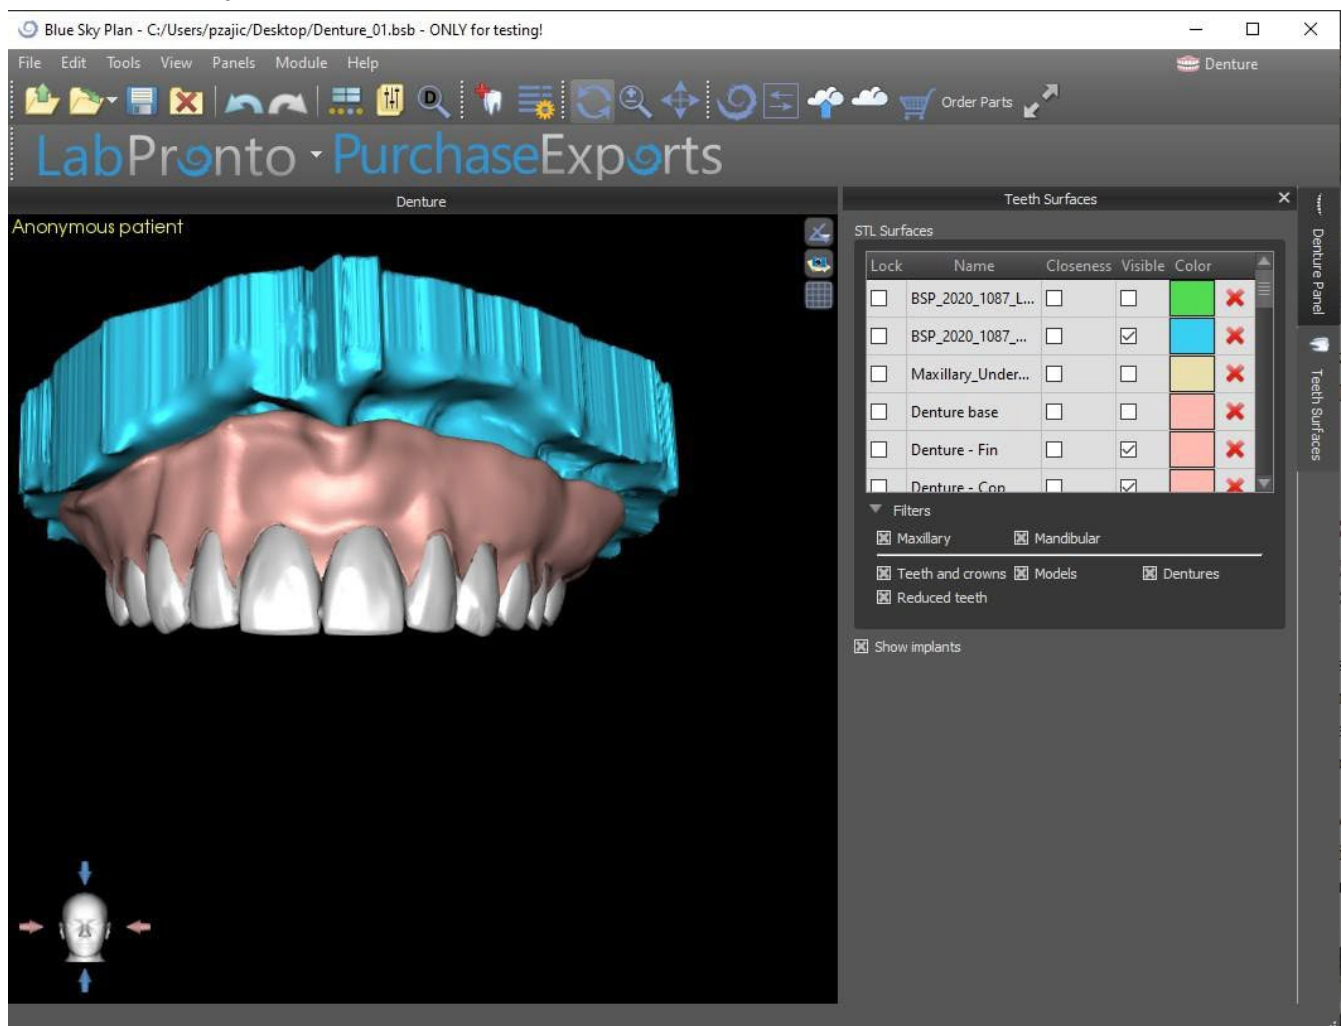 Blue Sky Plan - C:/Users/pzajic/Desktop/Denture_01.bsb - ONLY for testing!
File Edit Tools View Panels Module Help
Denture
D
Order Parts
LabPronto - PurchaseExports
Denture
Anonymous patient
Teeth Surfaces
STL Surfaces
Lock Name Closeness Visible Color
BSP_2020_1087_L...
BSP_2020_1087_...
Maxillary_Under...
Denture base
Denture - Fin
Denture - Cop
Filters
Maxillary Mandibular
Teeth and crowns Models Dentures
Reduced teeth
Show implants
Denture Panel
Teeth Surfaces